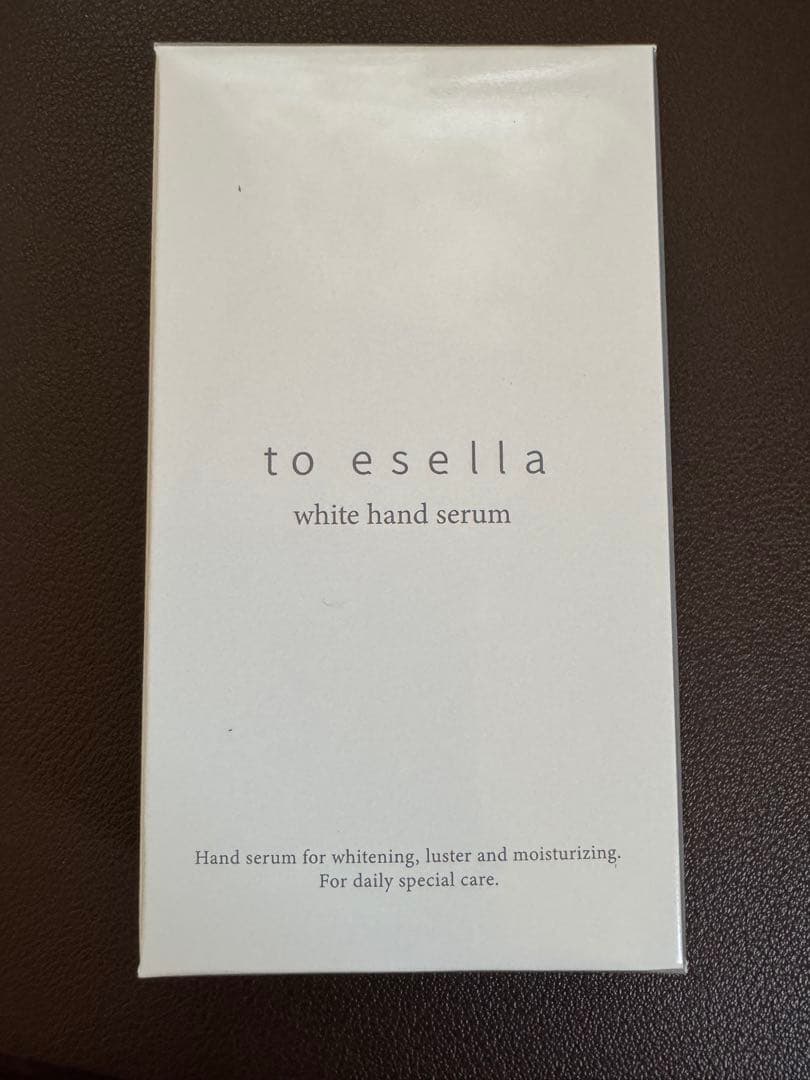 to esella
white hand serum
Hand serum for whitening, luster and moisturizing.
For daily special care.